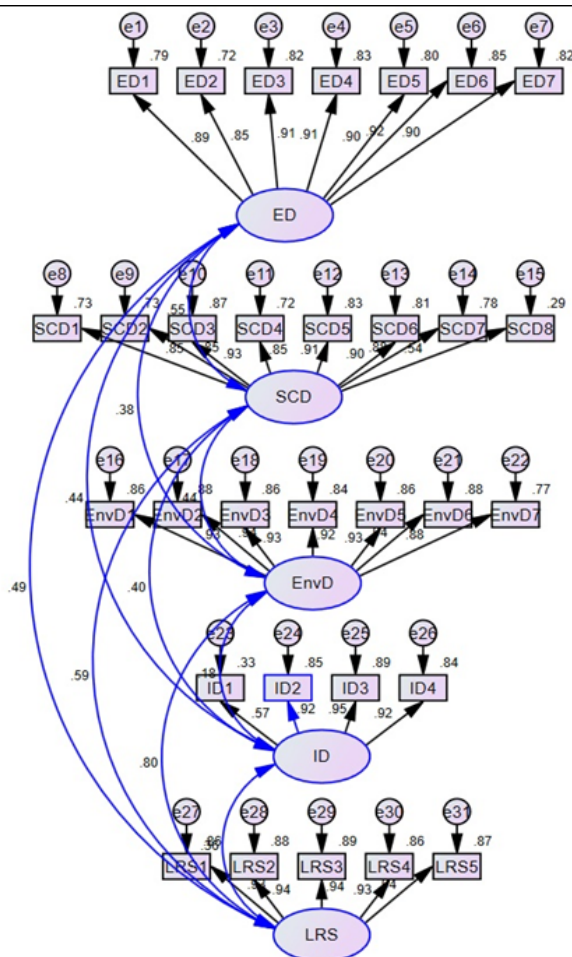 e1 e2 e3 e4 e5 e6 e7
.79 .72 .82 .83 .80 .85 .82
ED1 ED2 ED3 ED4 ED5 ED6 ED7
.89 .85 .91 .91 .90 .92 .90
ED
e8 e9 e10 e11 e12 e13 e14 e15
.73 .73 .87 .72 .83 .81 .78 .29
SCD1 SCD2 SCD3 SCD4 SCD5 SCD6 SCD7 SCD8
.55
.85 .85 .93 .85 .91 .90 .88 .54
SCD
.38
e16 e17 e18 e19 e20 e21 e22
.86 .88 .86 .84 .86 .88 .77
EnvD1 EnvD2 EnvD3 EnvD4 EnvD5 EnvD6 EnvD7
.44 .44
.93 .93 .92 .93 .88
EnvD
.49 .40
e23 e24 e25 e26
.33 .85 .89 .84
ID1 ID2 ID3 ID4
.18
.59 .57 .92 .95 .92
ID
.80
e27 e28 e29 e30 e31
.86 .88 .89 .86 .87
LRS1 LRS2 LRS3 LRS4 LRS5
.94 .94 .93
LRS